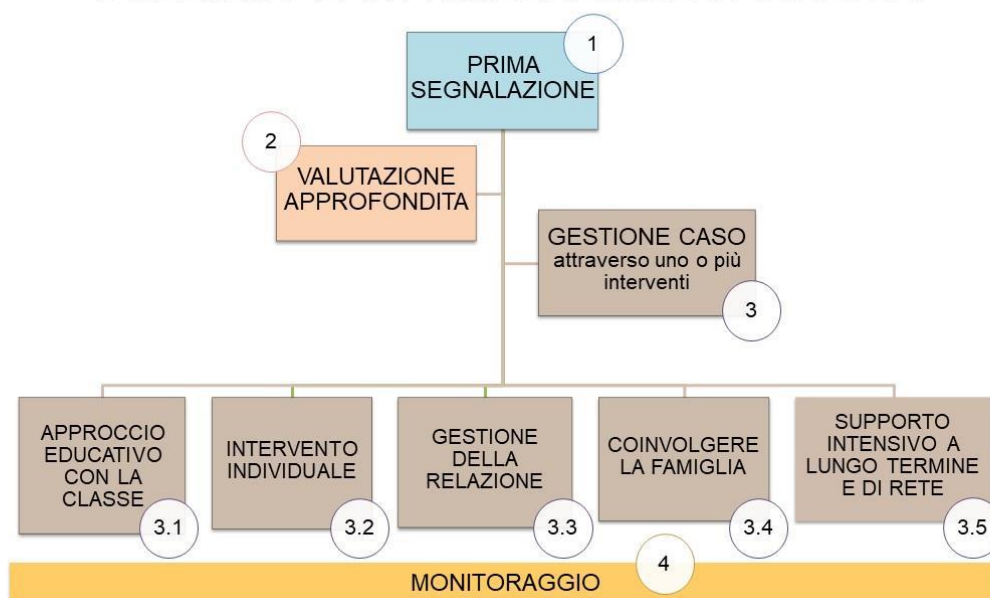 1
PRIMA
SEGNALAZIONE
2
VALUTAZIONE
APPROFONDITA
GESTIONE CASO
attraverso uno o più
interventi
3
APPROCCIO
EDUCATIVO
CON LA
CLASSE
3.1
INTERVENTO
INDIVIDUALE
3.2
GESTIONE
DELLA
RELAZIONE
3.3
COINVOLGERE
LA FAMIGLIA
3.4
SUPPORTO
INTENSIVO A
LUNGO TERMINE
E DI RETE
3.5
4
MONITORAGGIO